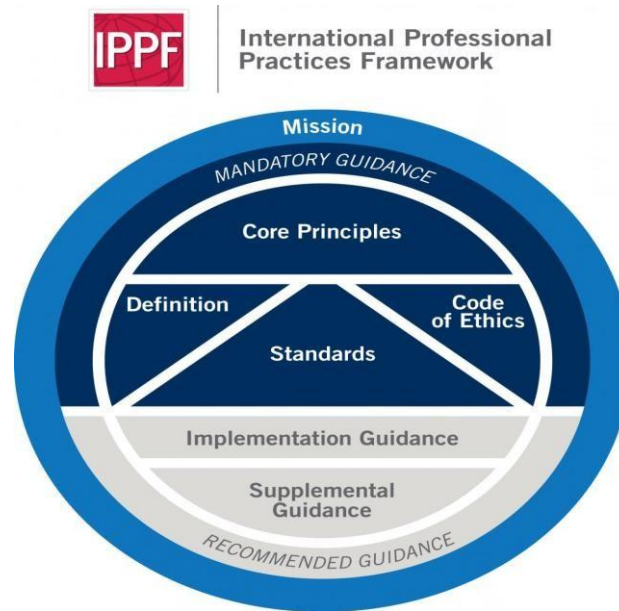 IPPF
International Professional
Practices Framework
Mission
MANDATORY GUIDANCE
Core Principles
Definition
Code
of Ethics
Standards
Implementation Guidance
Supplemental
Guidance
RECOMMENDED GUIDANCE